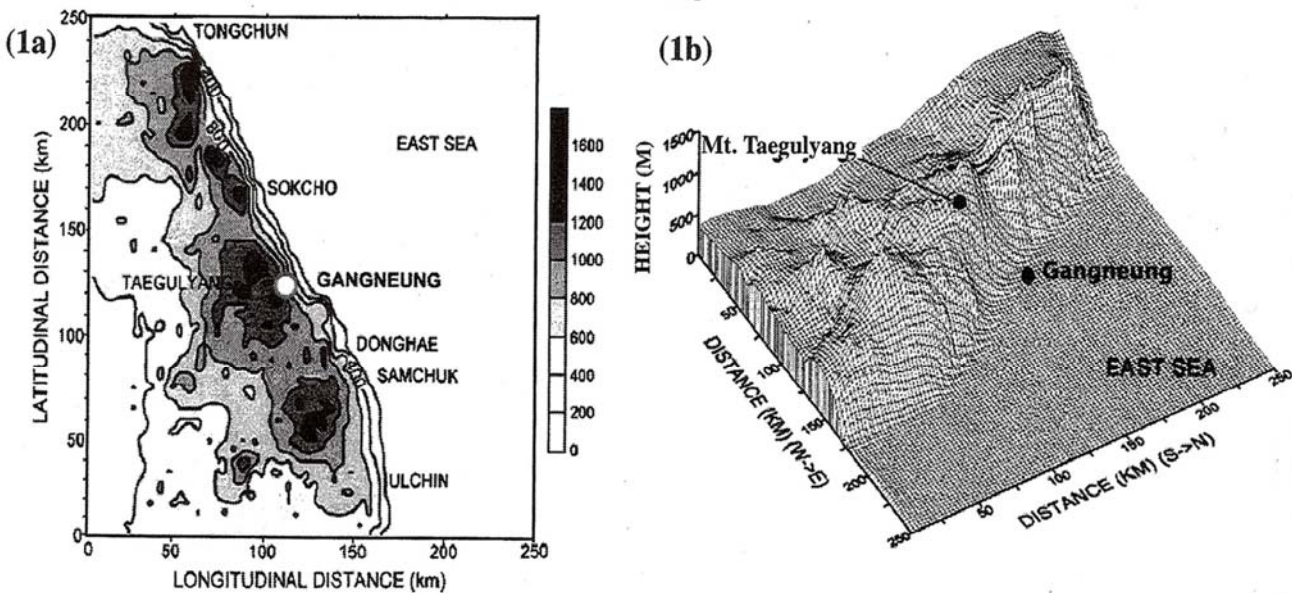 (1a)
250
200
150
100
50
0
LATITUDINAL DISTANCE (km)
TONGCHUN
EAST SEA
SOKCHO
TAEGULYANG
GANGNEUNG
DONGHAE
SAMCHUK
ULCHIN
0 50 100 150 200 250
LONGITUDINAL DISTANCE (km)
1600
1400
1200
1000
800
600
400
200
0
(1b)
1500
1000
500
0
HEIGHT (M)
Mt. Taegulyang
Gangneung
EAST SEA
50
100
150
200
250
DISTANCE (KM) (W->E)
50
100
150
200
250
DISTANCE (KM) (S->N)